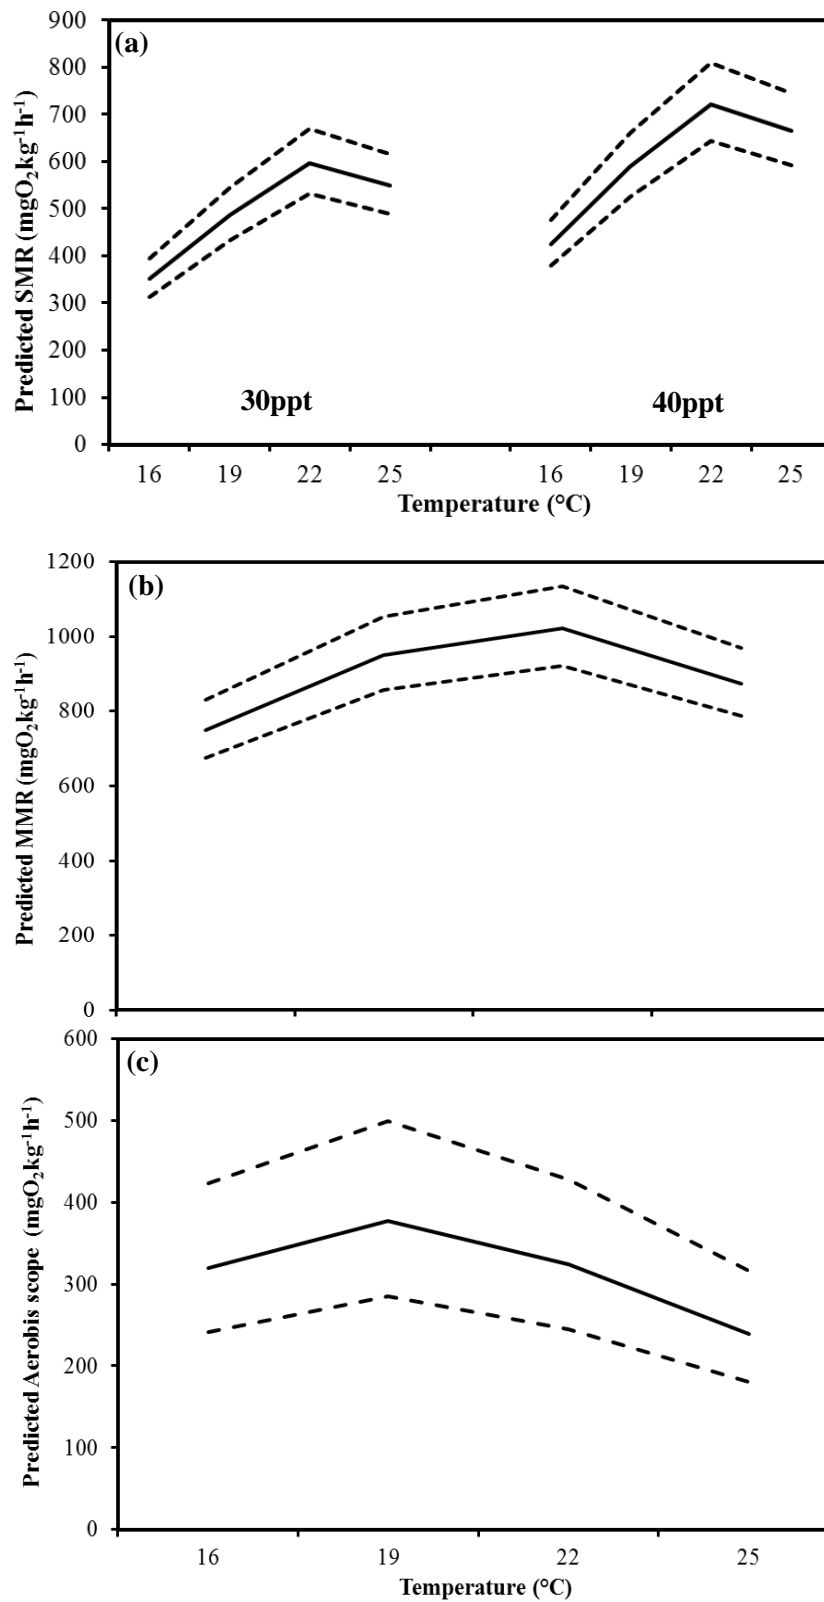 (a)
Predicted SMR (mgO₂kg⁻¹h⁻¹)
900
800
700
600
500
400
300
200
100
0
30ppt
40ppt
16 19 22 25 16 19 22 25
Temperature (°C)
(b)
Predicted MMR (mgO₂kg⁻¹h⁻¹)
1200
1000
800
600
400
200
0
(c)
Predicted Aerobis scope (mgO₂kg⁻¹h⁻¹)
600
500
400
300
200
100
0
16 19 22 25
Temperature (°C)